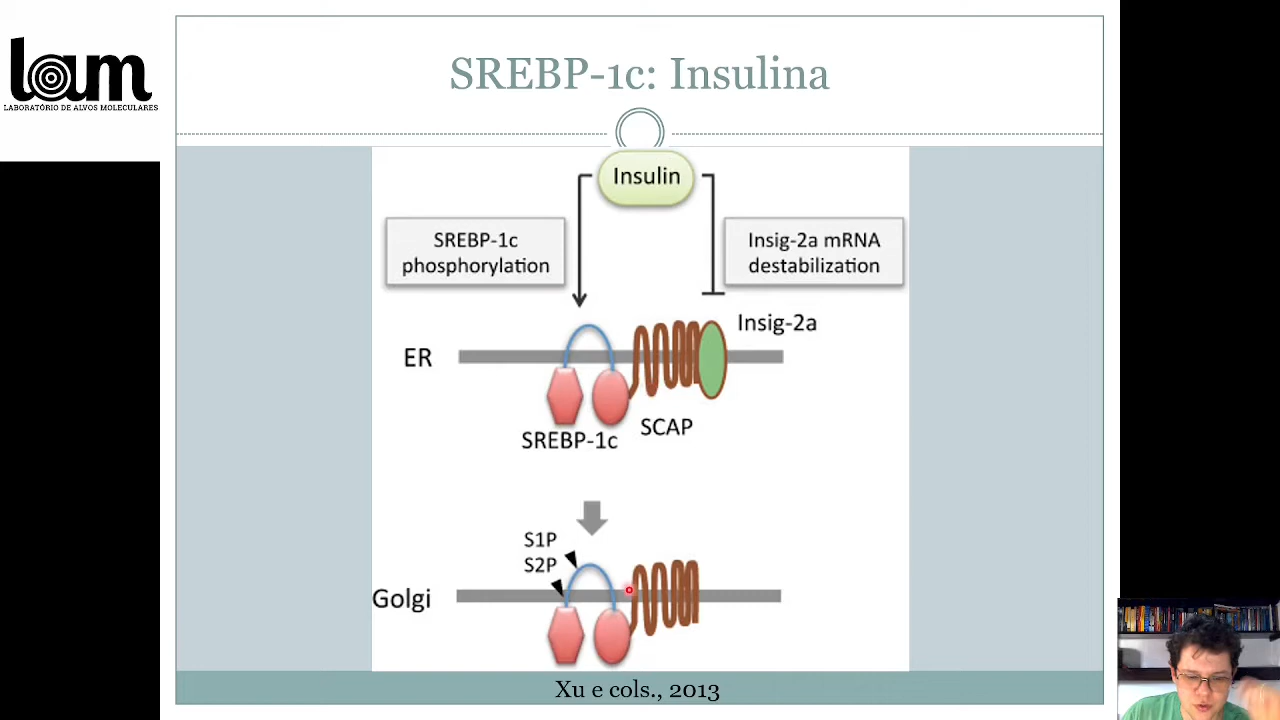 lam
LABORATÓRIO DE ALVOS MOLECULARES
SREBP-1c: Insulina
Insulin
SREBP-1c
phosphorylation
Insig-2a mRNA
destabilization
Insig-2a
ER
SCAP
SREBP-1c
S1P
S2P
Golgi
Xu e cols., 2013